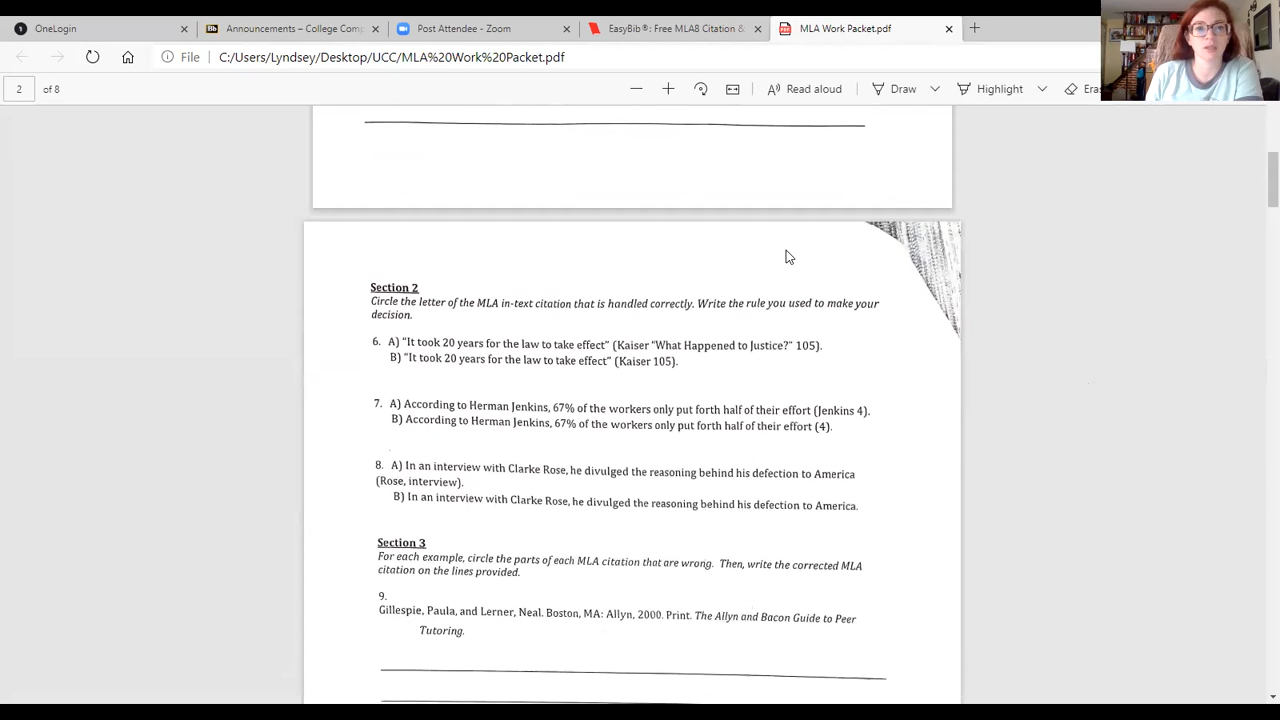 OneLogin
Announcements – College Comp
Post Attendee - Zoom
EasyBib®: Free MLA8 Citation &
MLA Work Packet.pdf
File C:/Users/Lyndsey/Desktop/UCC/MLA%20Work%20Packet.pdf
2 of 8
Read aloud
Draw
Highlight
Eras
Section 2
Circle the letter of the MLA in-text citation that is handled correctly. Write the rule you used to make your
decision.
6. A) "It took 20 years for the law to take effect" (Kaiser "What Happened to Justice?" 105).
B) "It took 20 years for the law to take effect" (Kaiser 105).
7. A) According to Herman Jenkins, 67% of the workers only put forth half of their effort (Jenkins 4).
B) According to Herman Jenkins, 67% of the workers only put forth half of their effort (4).
8. A) In an interview with Clarke Rose, he divulged the reasoning behind his defection to America
(Rose, interview).
B) In an interview with Clarke Rose, he divulged the reasoning behind his defection to America.
Section 3
For each example, circle the parts of each MLA citation that are wrong. Then, write the corrected MLA
citation on the lines provided.
9.
Gillespie, Paula, and Lerner, Neal. Boston, MA: Allyn, 2000. Print. The Allyn and Bacon Guide to Peer
Tutoring.